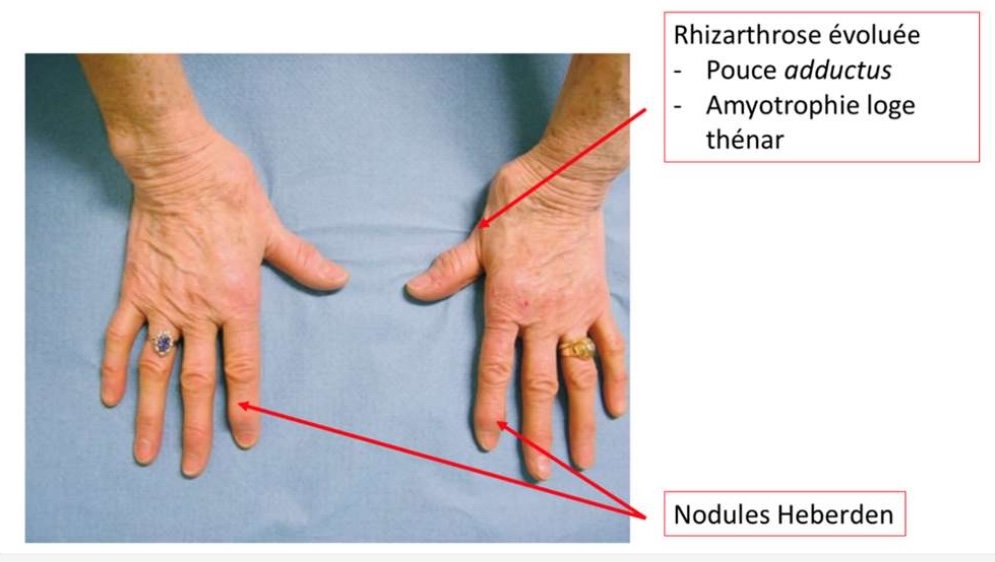 Rhizarthrose évoluée
- Pouce adductus
- Amyotrophie loge
thénar
Nodules Heberden